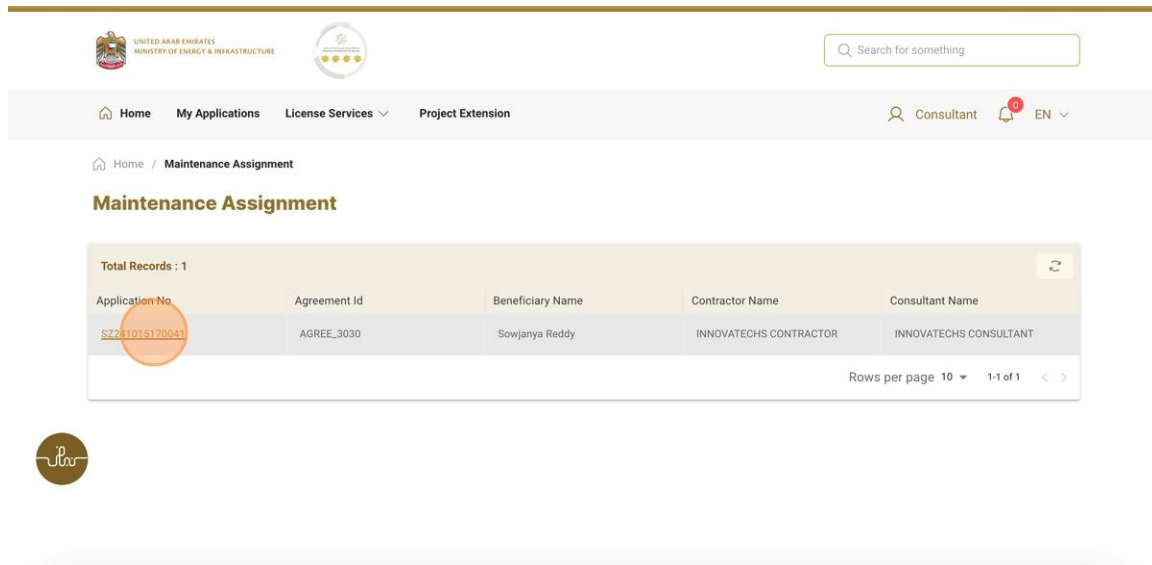 UNITED ARAB EMIRATES
MINISTRY OF ENERGY & INFRASTRUCTURE
Search for something
Home My Applications License Services Project Extension Consultant 0 EN
Home / Maintenance Assignment
Maintenance Assignment
Total Records : 1
Application No Agreement Id Beneficiary Name Contractor Name Consultant Name
SZ241015170041 AGREE_3030 Sowjanya Reddy INNOVATECHS CONTRACTOR INNOVATECHS CONSULTANT
Rows per page 10 1-1 of 1